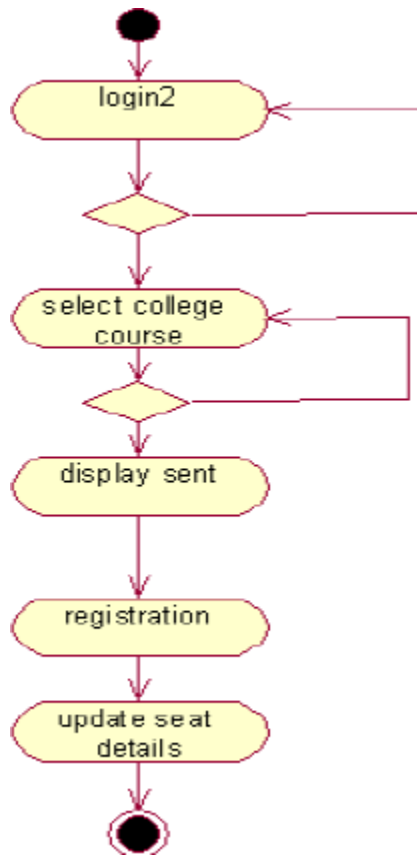 login2
select college
course
display sent
registration
update seat
details